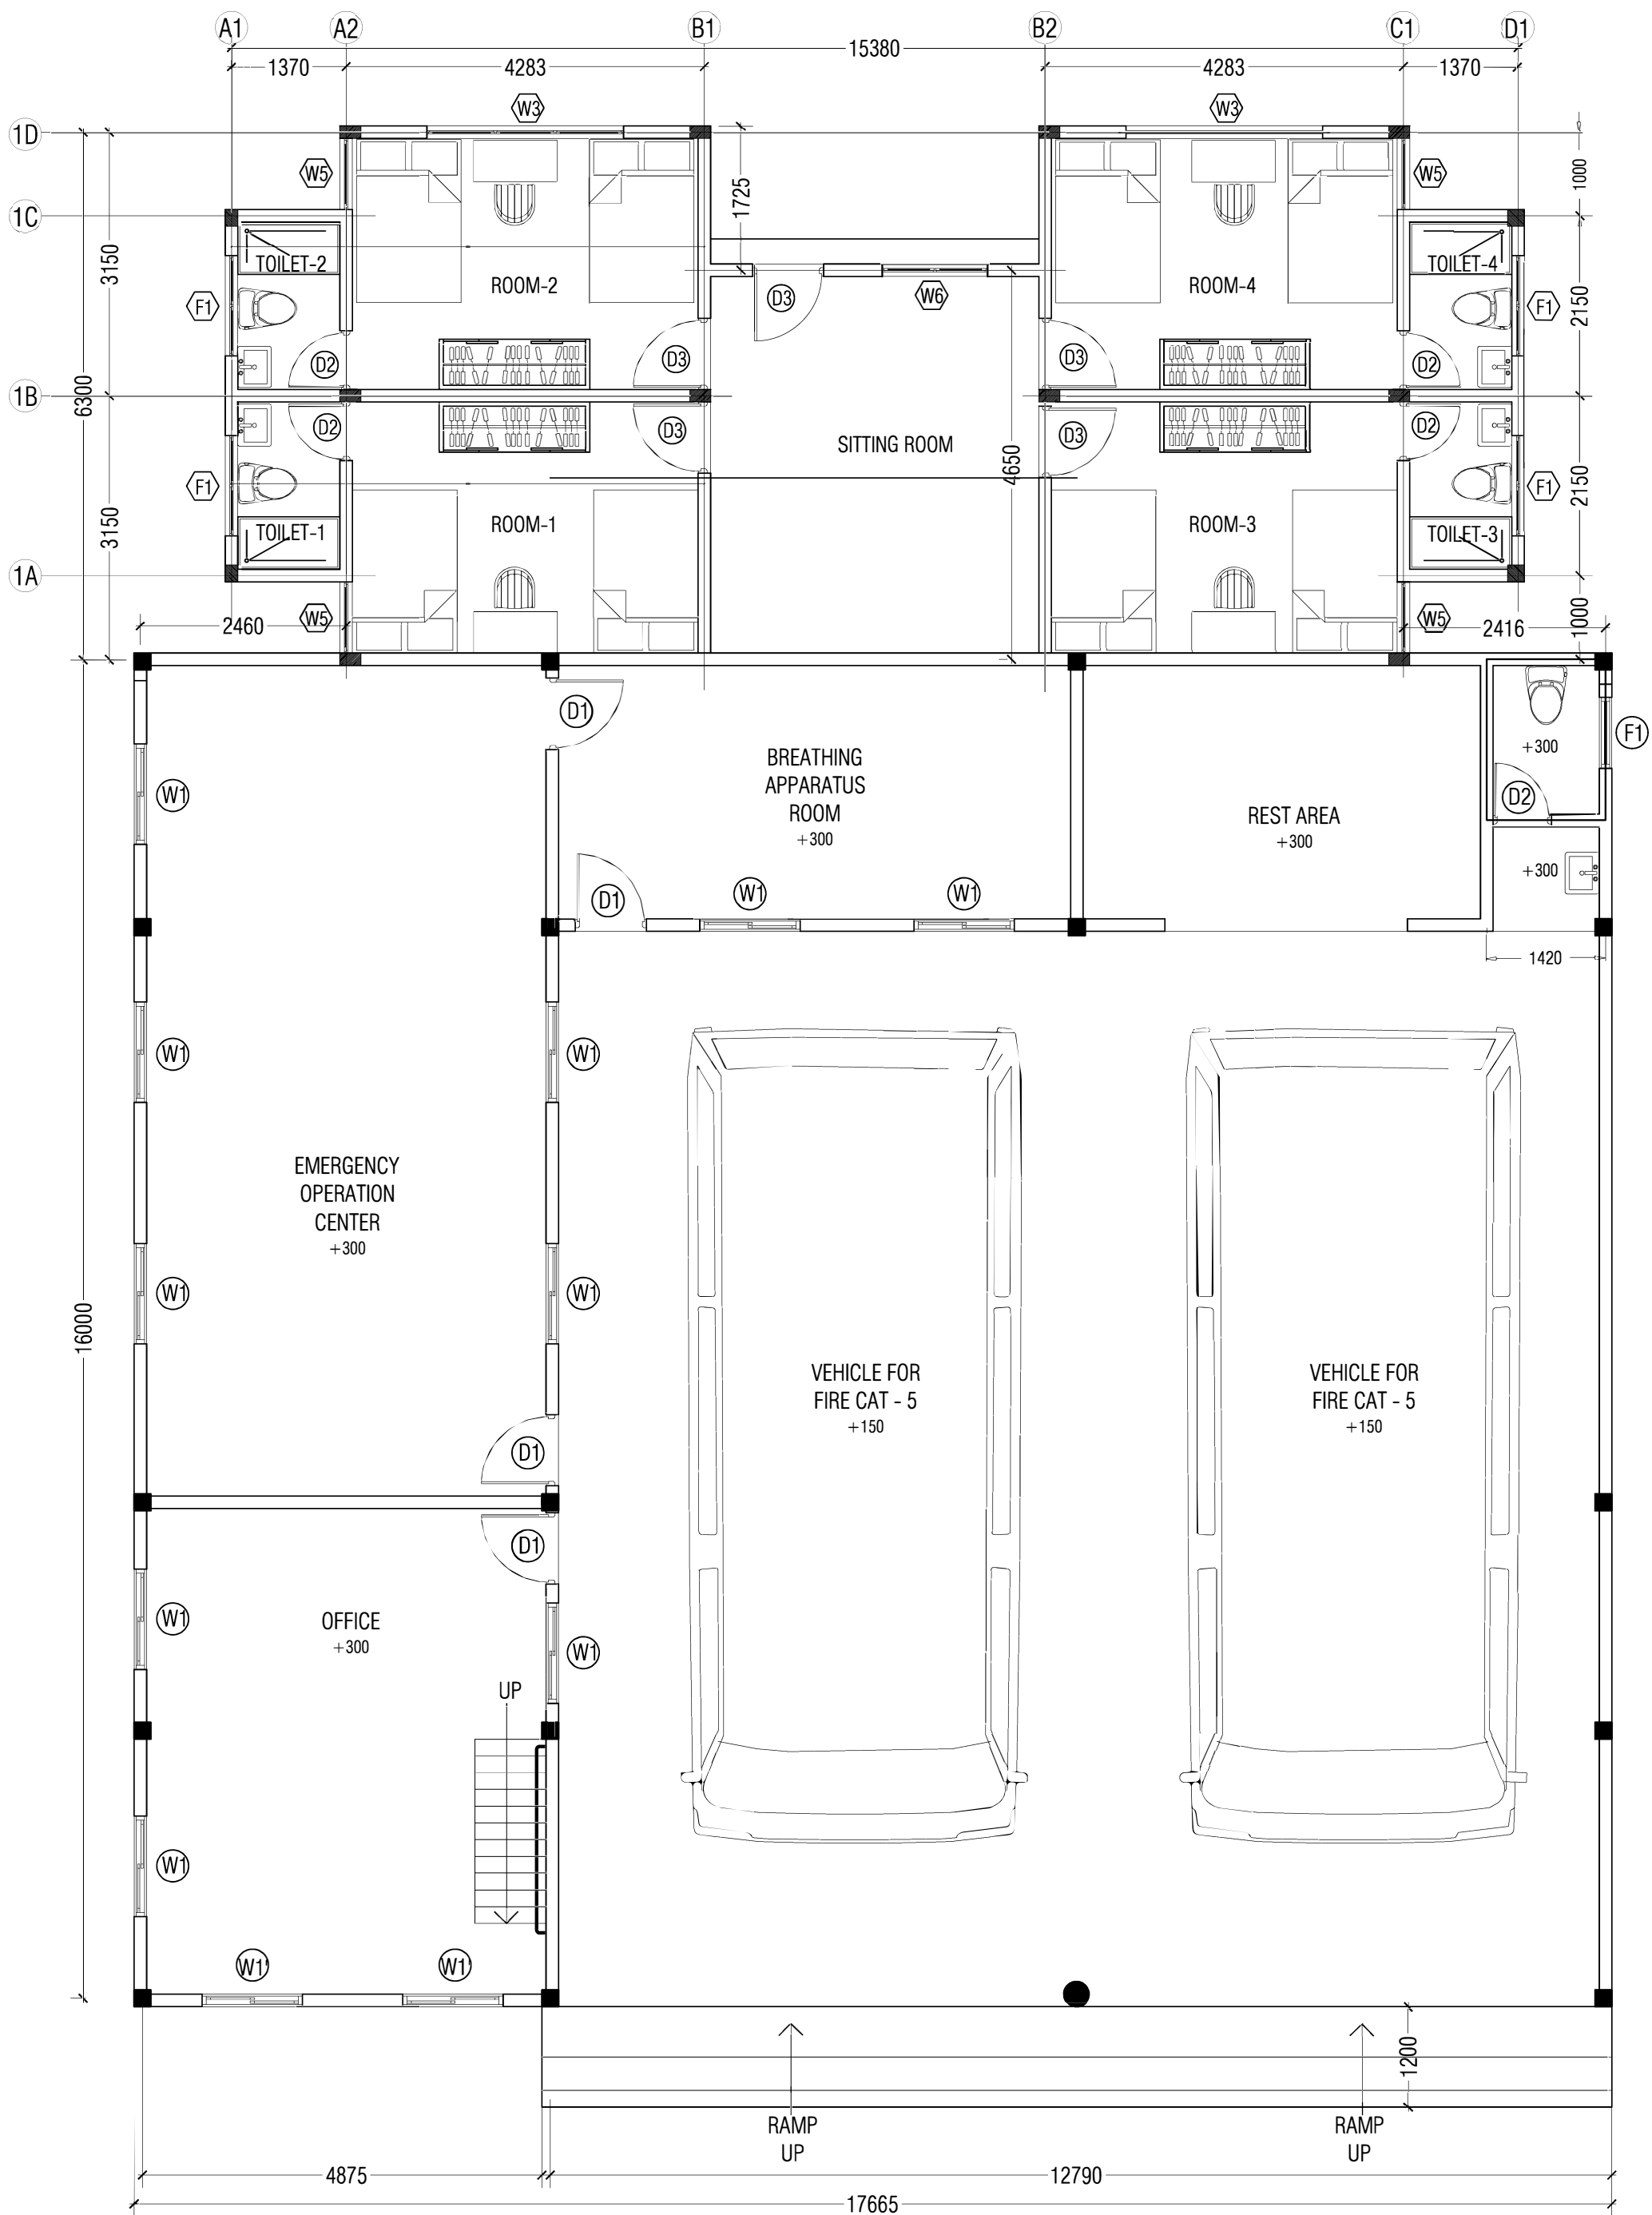 A1 A2 B1 B2 C1 D1
15380
1370 4283 4283 1370
W3 W3
1D
W5 W5
1000
1725
1C
3150
TOILET-2 TOILET-4
ROOM-2 ROOM-4
F1 D3 W6 F1
2150
D2 D3 D3 D2
6300
1B
D2 D3 D3 D2
SITTING ROOM
4650
F1 F1
2150
3150
TOILET-1 ROOM-1 ROOM-3 TOILET-3
1A
2460 W5 W5 2416
1000
D1
F1
+300
BREATHING
APPARATUS
ROOM
+300
W1
D2
REST AREA
+300
+300
D1 W1 W1
1420
W1 W1
EMERGENCY
OPERATION
CENTER
+300
W1 W1
16000
VEHICLE FOR
FIRE CAT - 5
+150
VEHICLE FOR
FIRE CAT - 5
+150
D1
D1
W1
OFFICE
+300
W1
UP
W1
W1' W1'
1200
RAMP
UP
RAMP
UP
4875 12790
17665